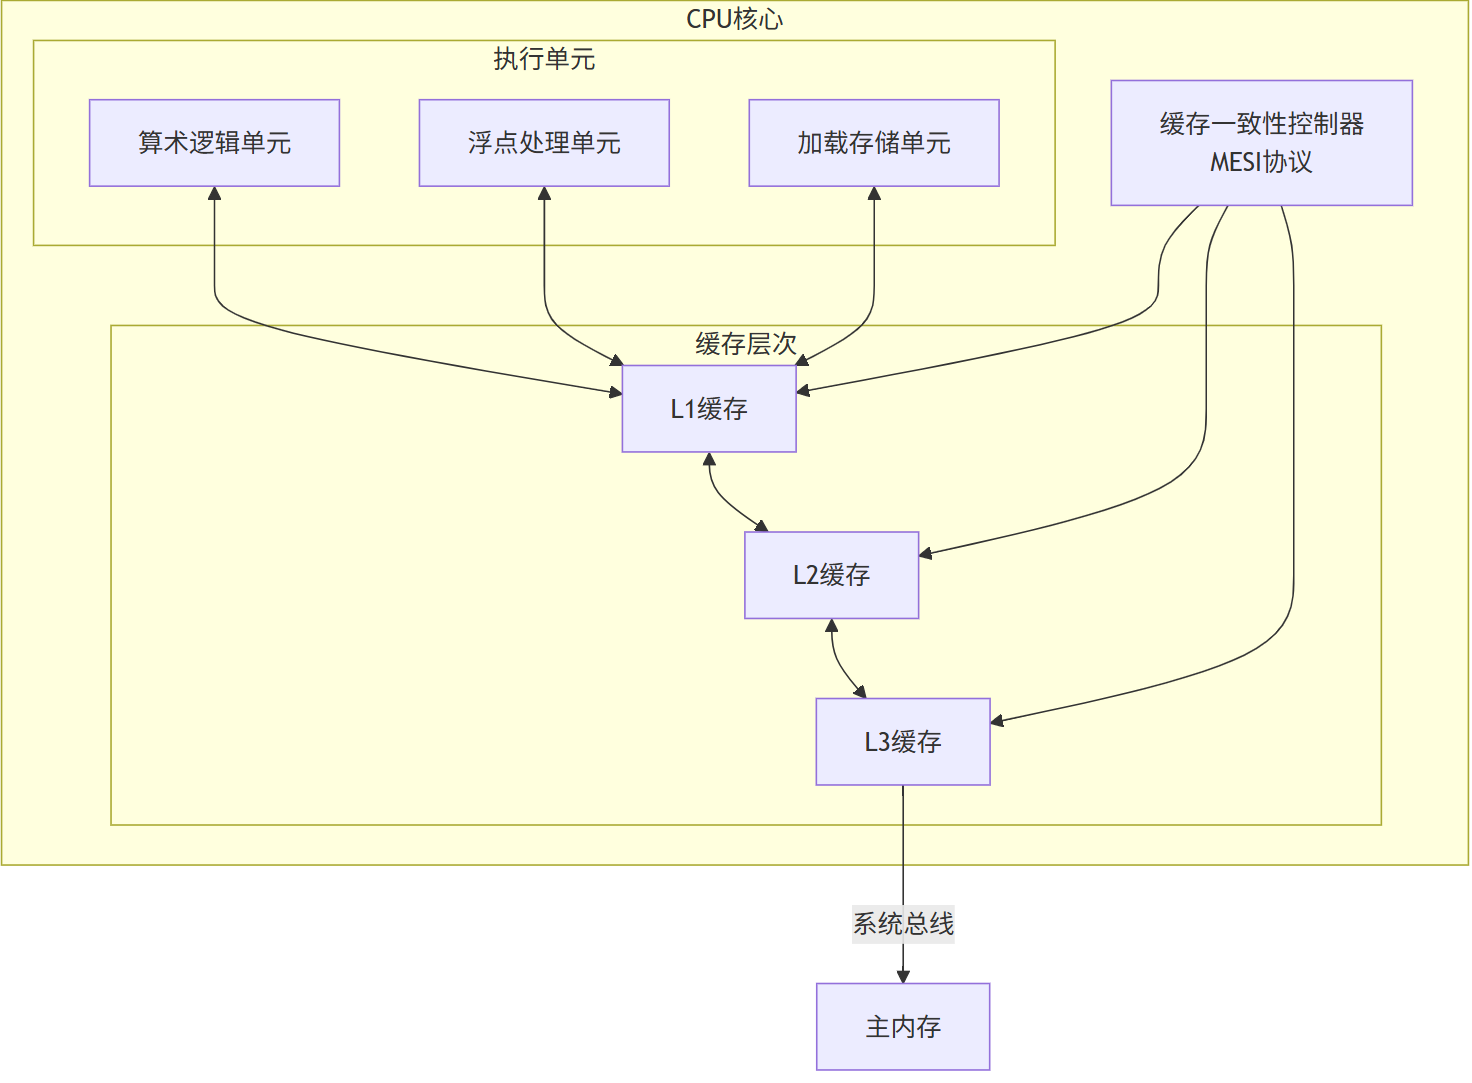 CPU核心
执行单元
算术逻辑单元
浮点处理单元
加载存储单元
缓存一致性控制器
MESI协议
缓存层次
L1缓存
L2缓存
L3缓存
系统总线
主内存